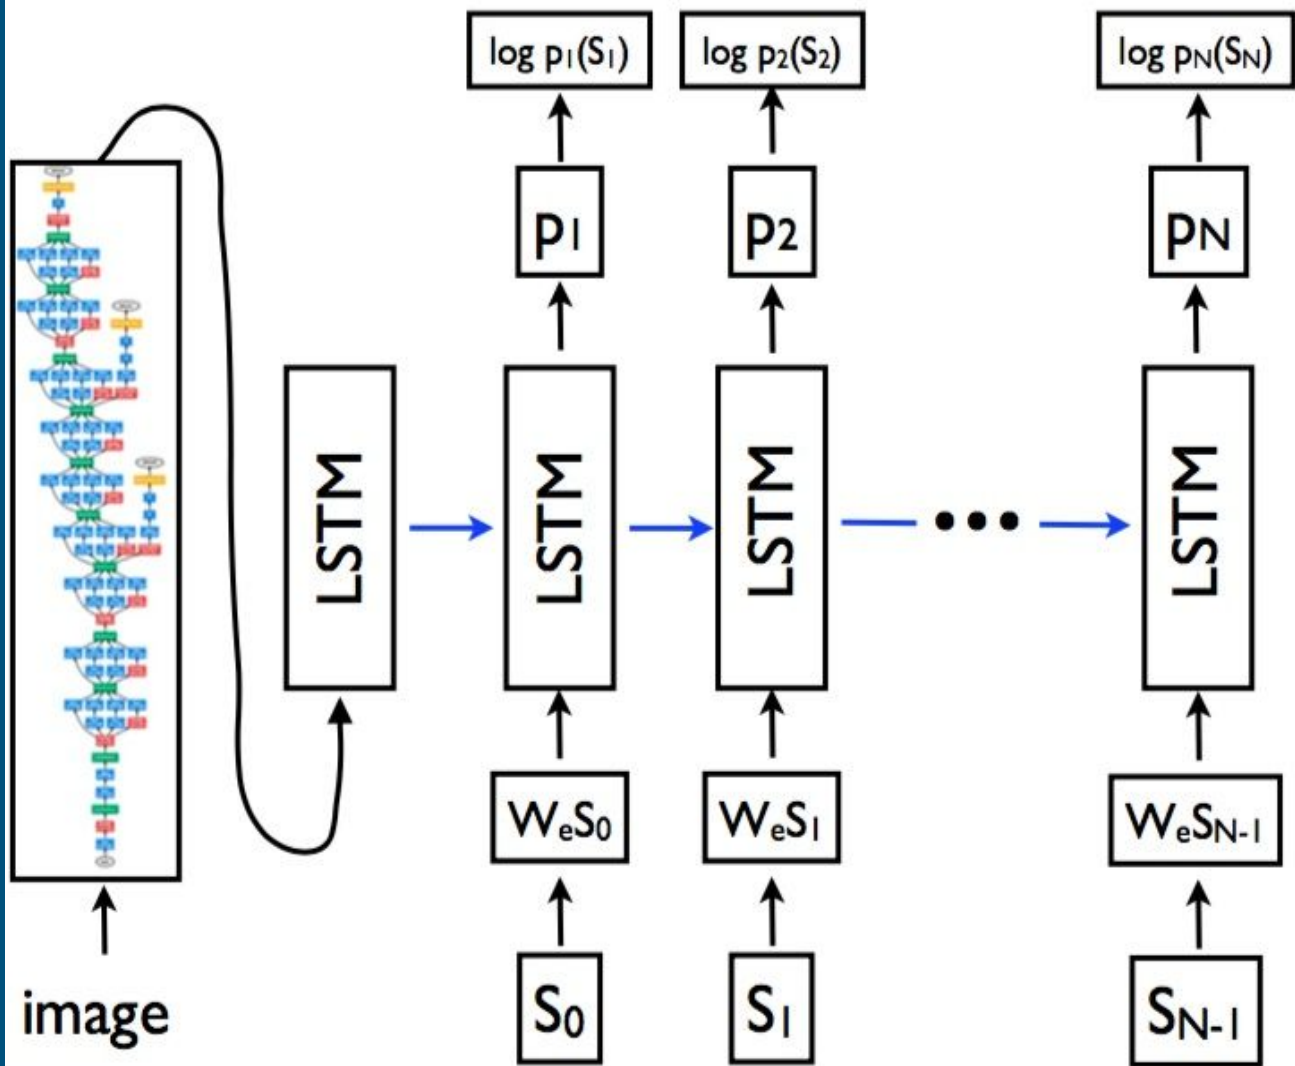 log p₁(S₁) log p₂(S₂) log pN(SN)
p₁ p₂ pN
LSTM LSTM LSTM LSTM
WeS₀ WeS₁ WeSN-1
image S₀ S₁ SN-1